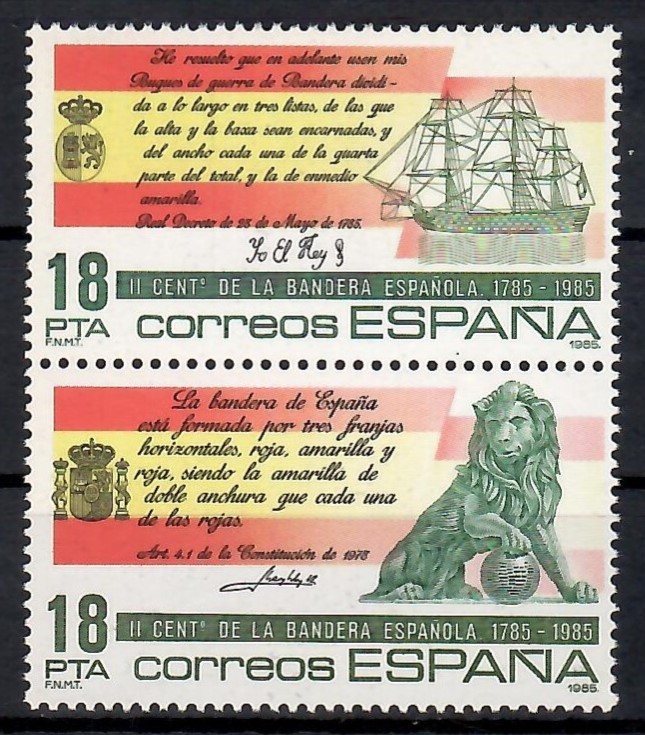 He resuelto que en adelante usen mis
Buques de guerra de Bandera dividi-
da a lo largo en tres listas, de las que
la alta y la baxa sean encarnadas, y
del ancho cada una de la quarta
parte del total, y la de enmedio
amarilla.
Real Decreto de 28 de Mayo de 1785.
Yo El Rey
18
PTA
F.N.M.T.
II CENTº DE LA BANDERA ESPAÑOLA. 1785 - 1985
correos ESPAÑA
1985.
La bandera de España
está formada por tres franjas
horizontales, roja, amarilla y
roja, siendo la amarilla de
doble anchura que cada una
de las rojas.
Art. 4.1 de la Constitución de 1978
18
PTA
F.N.M.T.
II CENTº DE LA BANDERA ESPAÑOLA. 1785 - 1985
correos ESPAÑA
1985.